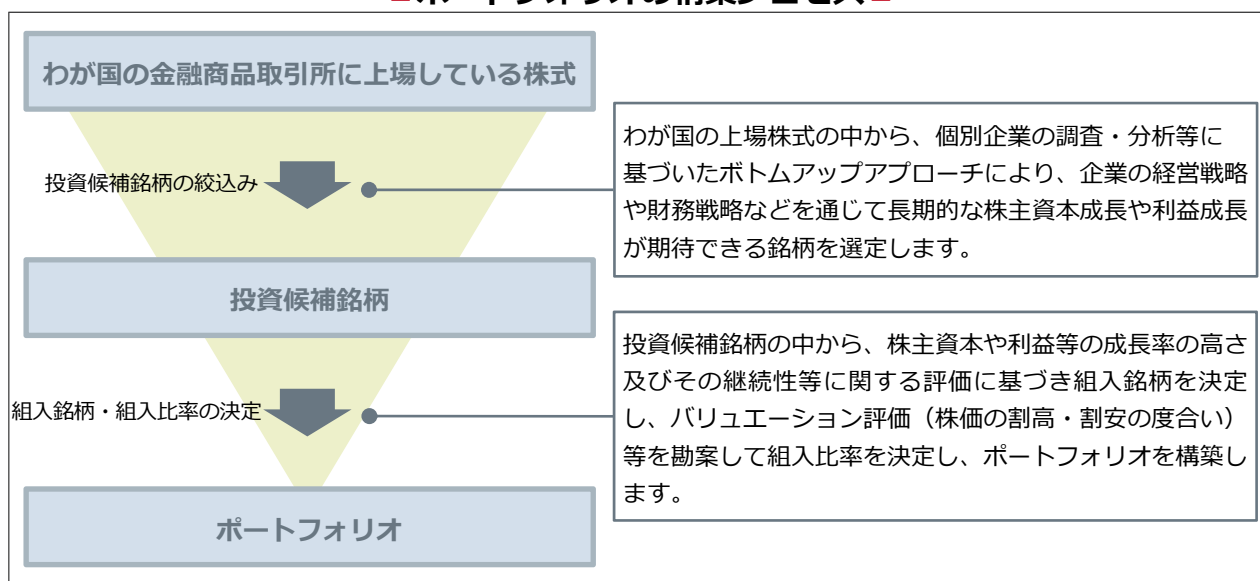 わが国の金融商品取引所に上場している株式
投資候補銘柄の絞込み
わが国の上場株式の中から、個別企業の調査・分析等に
基づいたボトムアップアプローチにより、企業の経営戦略
や財務戦略などを通じて長期的な株主資本成長や利益成長
が期待できる銘柄を選定します。
投資候補銘柄
組入銘柄・組入比率の決定
投資候補銘柄の中から、株主資本や利益等の成長率の高さ
及びその継続性等に関する評価に基づき組入銘柄を決定
し、バリュエーション評価（株価の割高・割安の度合い）
等を勘案して組入比率を決定し、ポートフォリオを構築し
ます。
ポートフォリオ